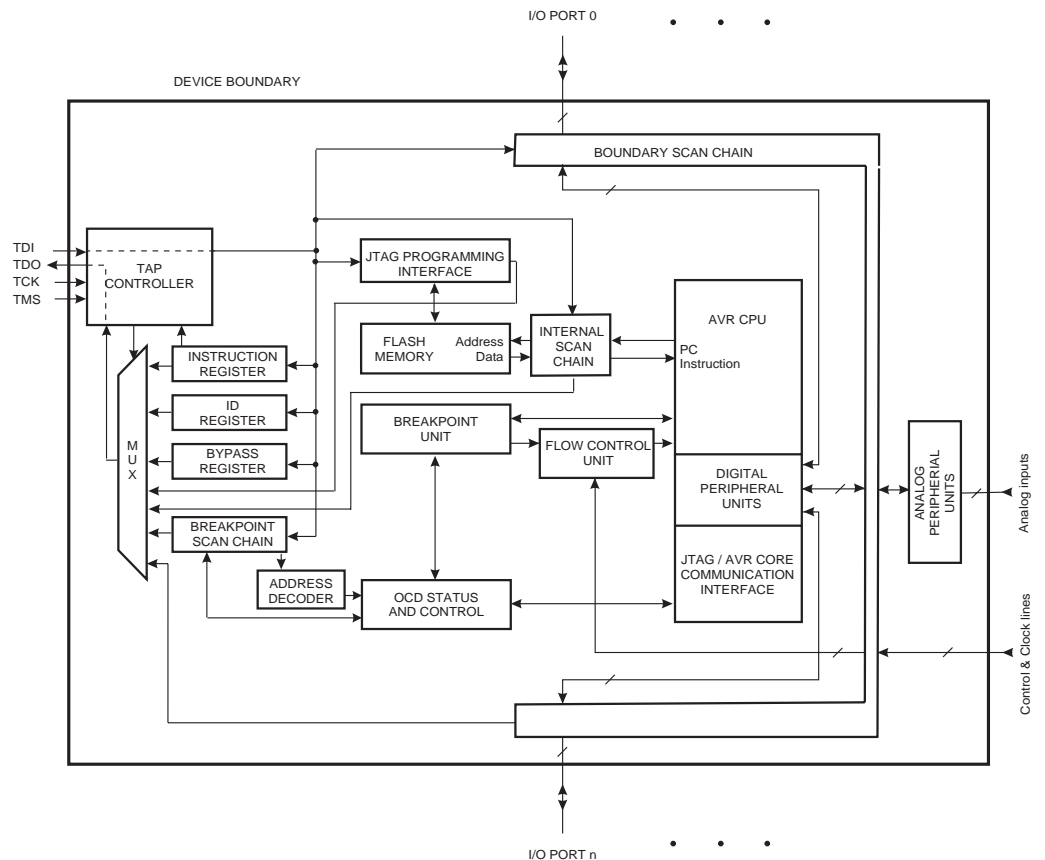 I/O PORT 0
DEVICE BOUNDARY
BOUNDARY SCAN CHAIN
TDI
TDO
TCK
TMS
TAP
CONTROLLER
JTAG PROGRAMMING
INTERFACE
AVR CPU
FLASH
MEMORY
Address
Data
INTERNAL
SCAN
CHAIN
PC
Instruction
INSTRUCTION
REGISTER
ID
REGISTER
BYPASS
REGISTER
M
U
X
BREAKPOINT
UNIT
FLOW CONTROL
UNIT
DIGITAL
PERIPHERAL
UNITS
ANALOG
PERIPHERIAL
UNITS
Analog inputs
BREAKPOINT
SCAN CHAIN
ADDRESS
DECODER
OCD STATUS
AND CONTROL
JTAG / AVR CORE
COMMUNICATION
INTERFACE
Control & Clock lines
I/O PORT n